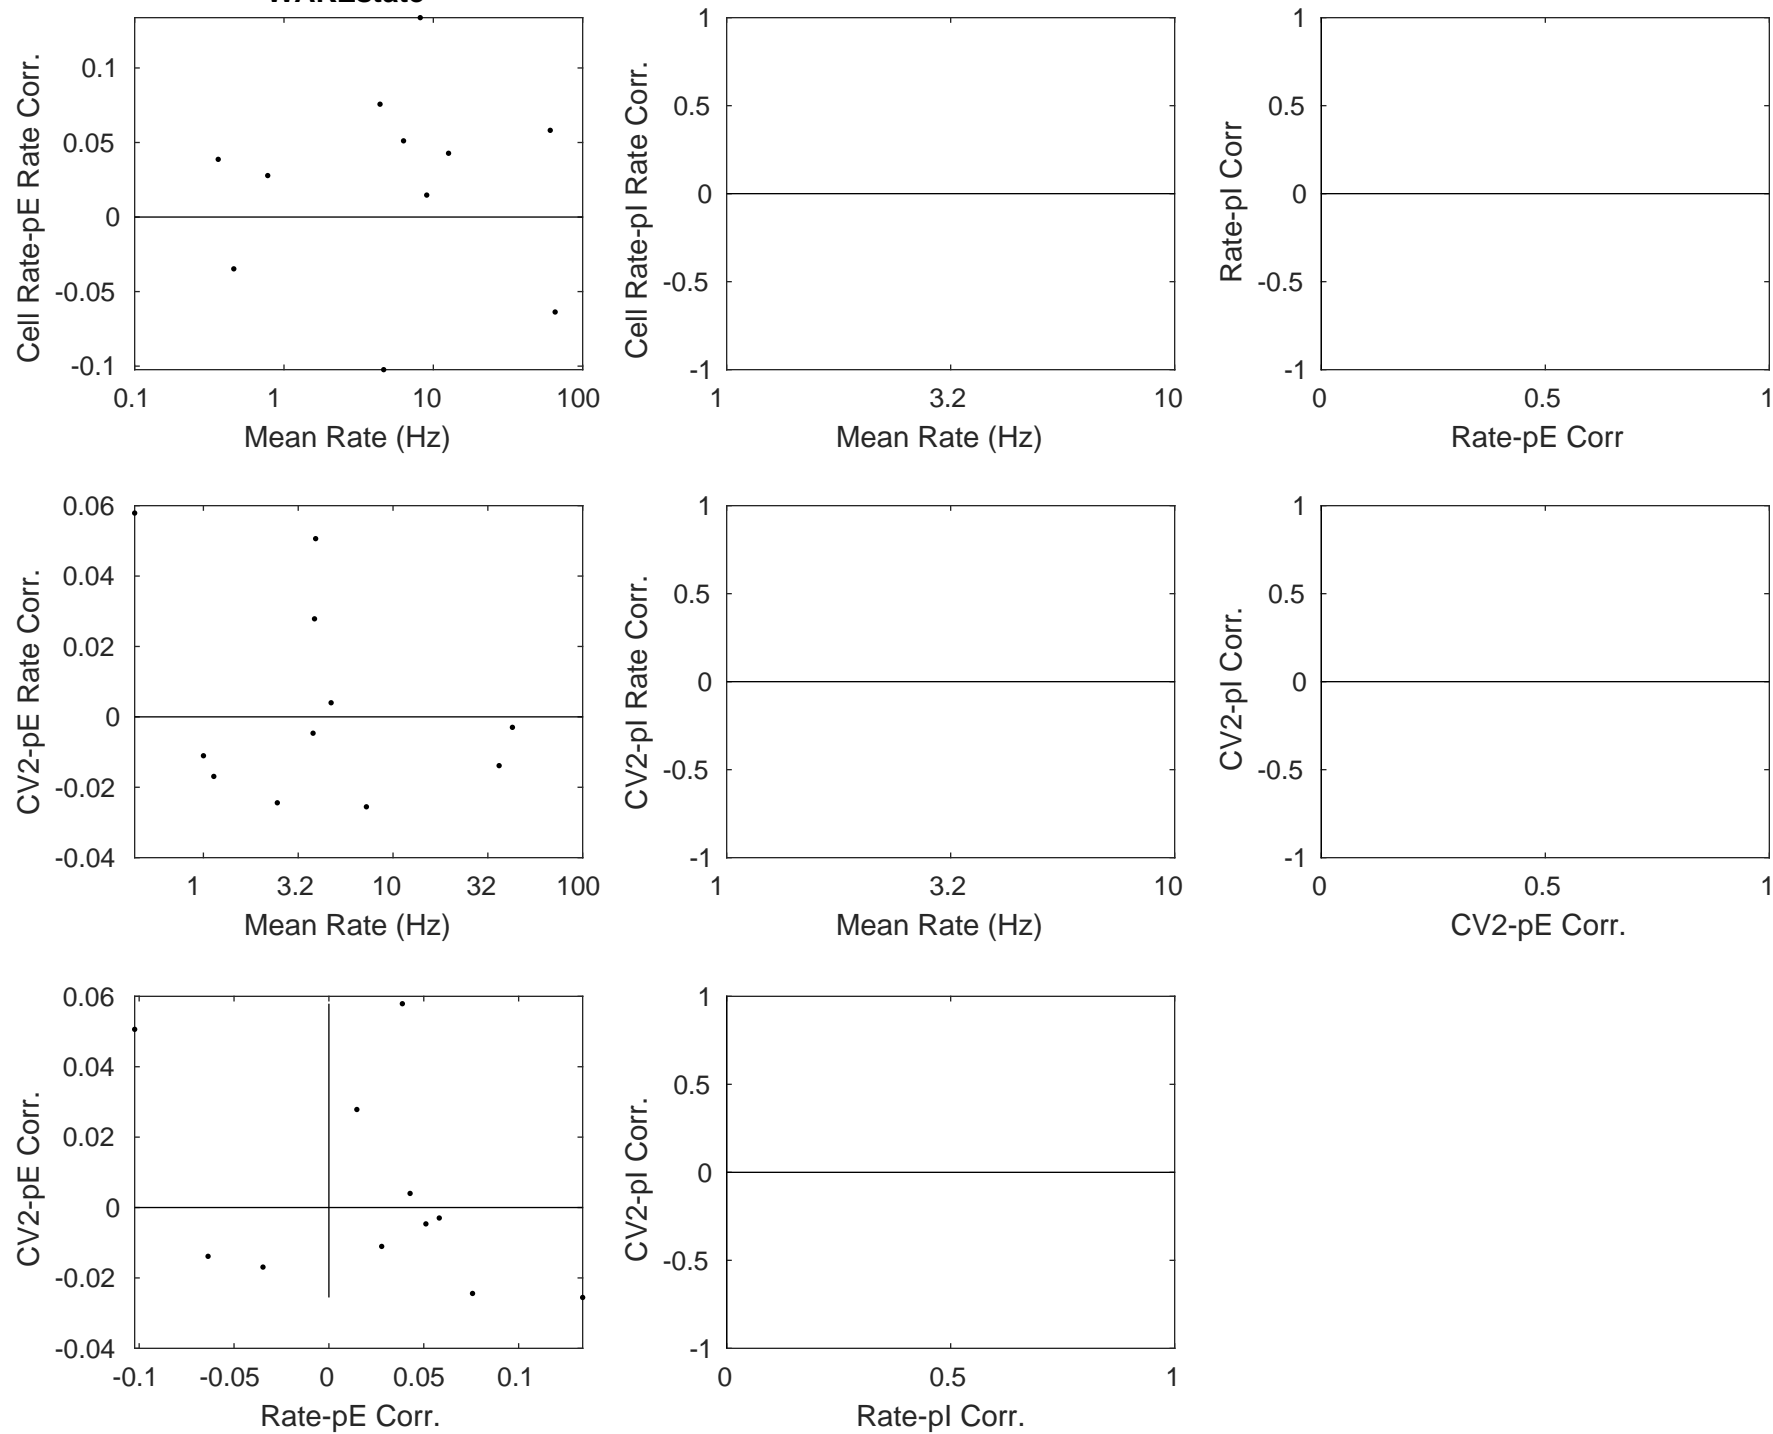 WAKEstate
Cell Rate-pE Rate Corr.
0.1
0.05
0
-0.05
-0.1
0.1 1 10 100
Mean Rate (Hz)
Cell Rate-pI Rate Corr.
1
0.5
0
-0.5
-1
1 3.2 10
Mean Rate (Hz)
Rate-pI Corr
1
0.5
0
-0.5
-1
0 0.5 1
Rate-pE Corr
CV2-pE Rate Corr.
0.06
0.04
0.02
0
-0.02
-0.04
1 3.2 10 32 100
Mean Rate (Hz)
CV2-pI Rate Corr.
1
0.5
0
-0.5
-1
1 3.2 10
Mean Rate (Hz)
CV2-pI Corr.
1
0.5
0
-0.5
-1
0 0.5 1
CV2-pE Corr.
CV2-pE Corr.
0.06
0.04
0.02
0
-0.02
-0.04
-0.1 -0.05 0 0.05 0.1
Rate-pE Corr.
CV2-pI Corr.
1
0.5
0
-0.5
-1
0 0.5 1
Rate-pI Corr.